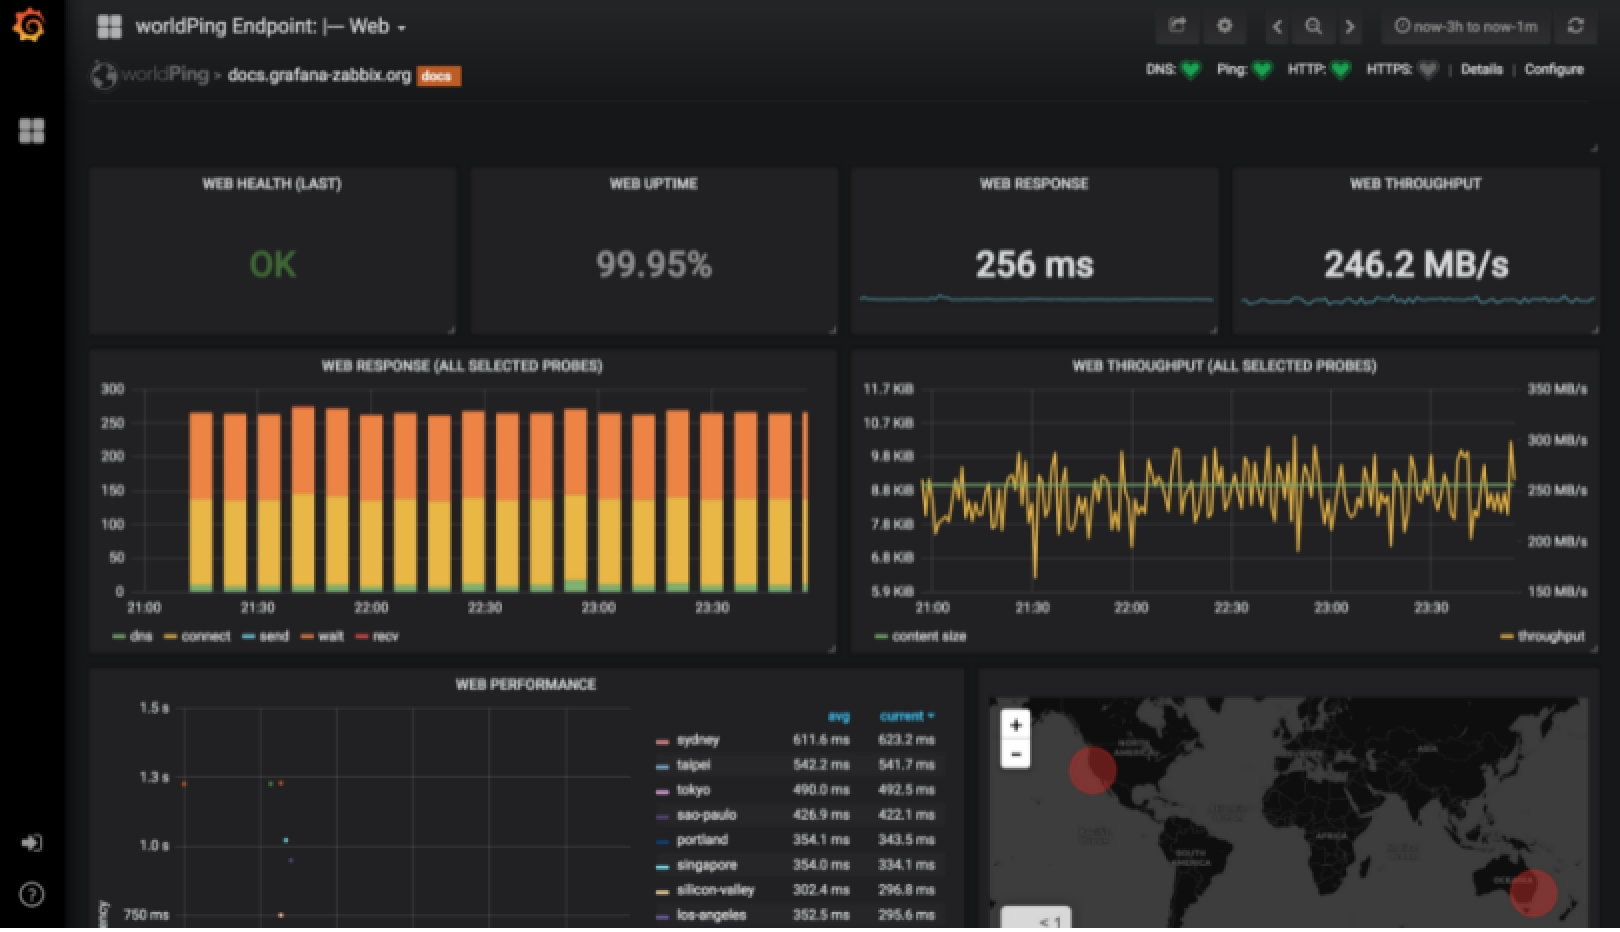 worldPing Endpoint: |— Web
now-3h to now-1m
worldPing » docs.grafana-zabbix.org docs
DNS: Ping: HTTP: HTTPS: | Details | Configure
WEB HEALTH (LAST)
OK
WEB UPTIME
99.95%
WEB RESPONSE
256 ms
WEB THROUGHPUT
246.2 MB/s
WEB RESPONSE (ALL SELECTED PROBES)
300
250
200
150
100
50
0
21:00 21:30 22:00 22:30 23:00 23:30
dns connect send wait recv
WEB THROUGHPUT (ALL SELECTED PROBES)
11.7 KiB
10.7 KiB
9.8 KiB
8.8 KiB
7.8 KiB
6.8 KiB
5.9 KiB
350 MB/s
300 MB/s
250 MB/s
200 MB/s
150 MB/s
21:00 21:30 22:00 22:30 23:00 23:30
content size throughput
WEB PERFORMANCE
1.5 s
1.3 s
1.0 s
750 ms
avg current
sydney 611.6 ms 623.2 ms
taipei 542.2 ms 541.7 ms
tokyo 490.0 ms 492.5 ms
sao-paulo 426.9 ms 422.1 ms
portland 354.1 ms 343.5 ms
singapore 354.0 ms 334.1 ms
silicon-valley 302.4 ms 296.8 ms
los-angeles 352.5 ms 295.6 ms
+
−
NORTH
AMERICA
ASIA
AFRICA
SOUTH
AMERICA
OCEANIA
< 1